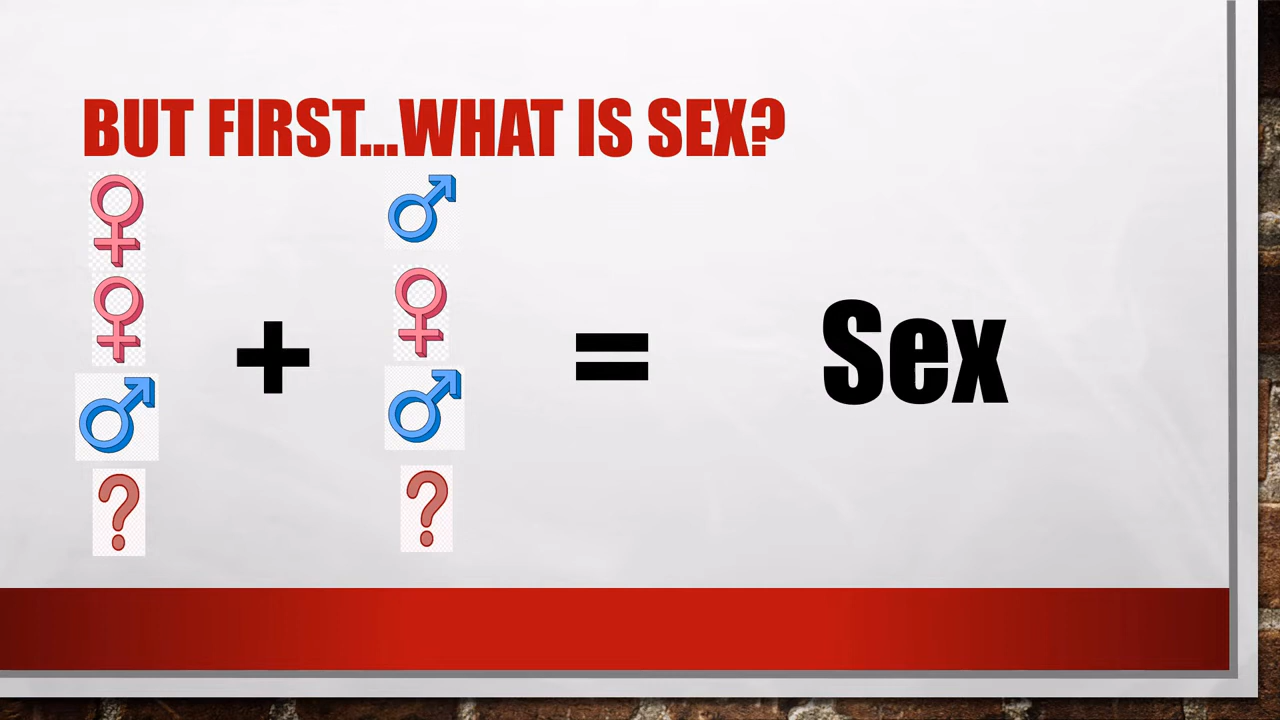 BUT FIRST...WHAT IS SEX?
♀ ♂
♀ ♀
+ = Sex
♂ ♂
? ?